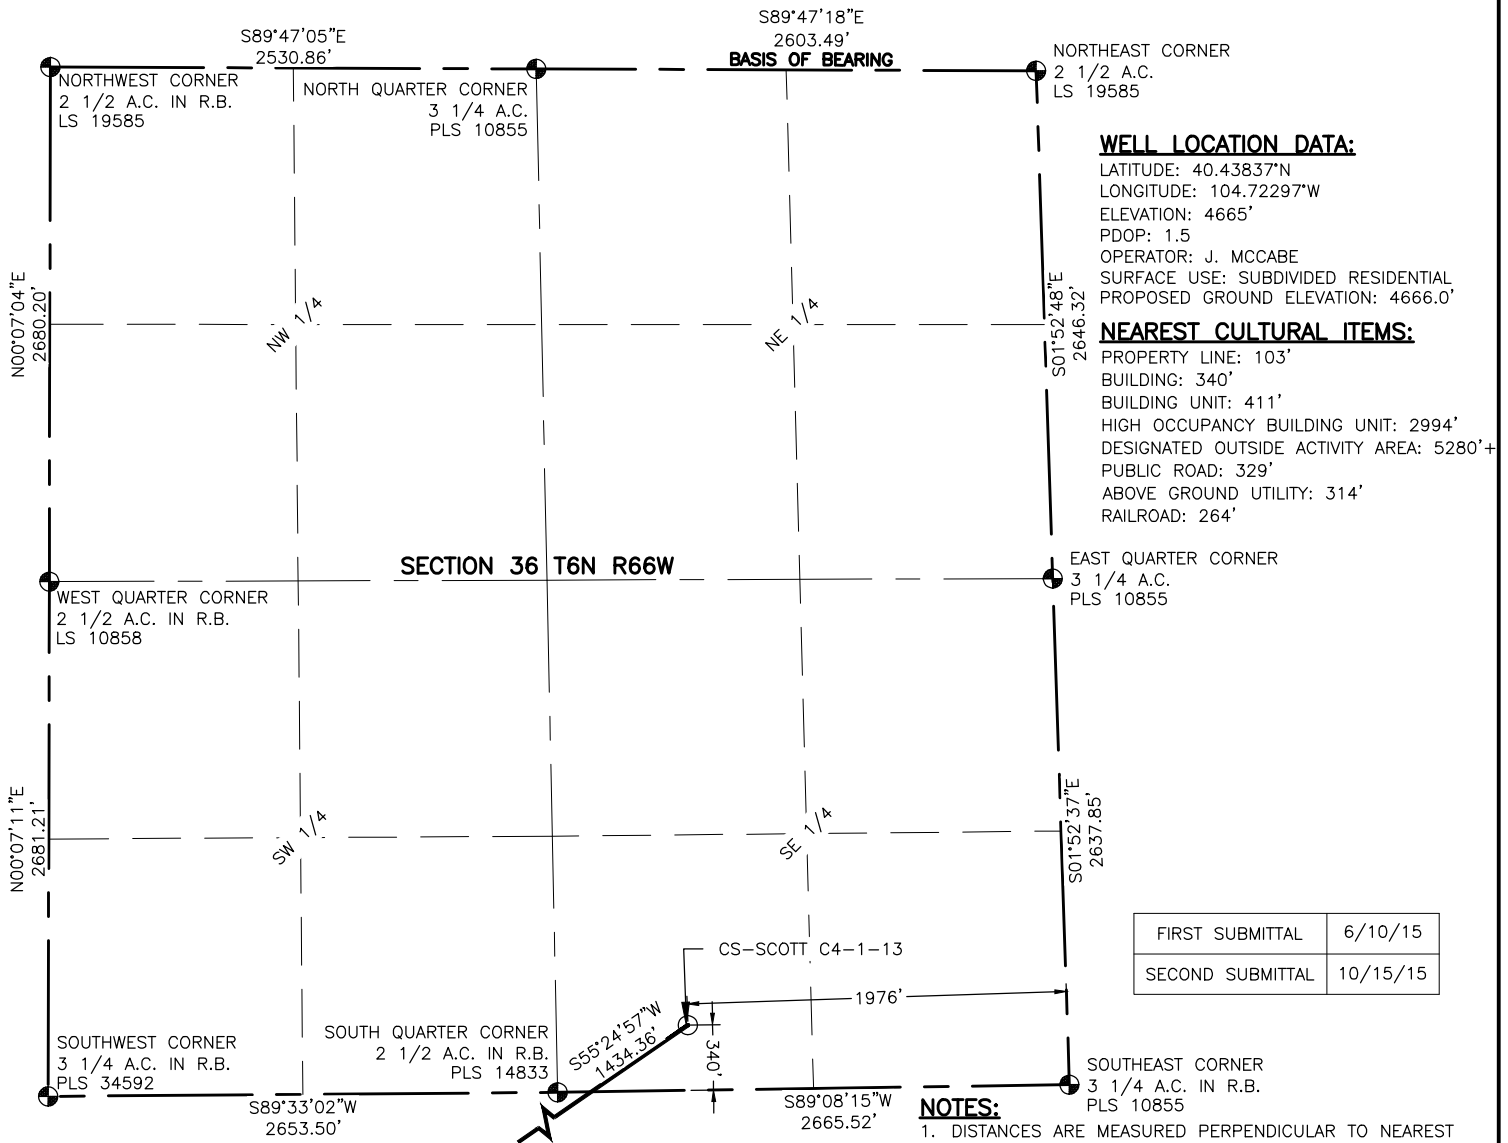 S89°47'05"E
2530.86'
S89°47'18"E
2603.49'
BASIS OF BEARING
NORTHWEST CORNER
2 1/2 A.C. IN R.B.
LS 19585
NORTH QUARTER CORNER
3 1/4 A.C.
PLS 10855
NORTHEAST CORNER
2 1/2 A.C.
LS 19585
WELL LOCATION DATA:
LATITUDE: 40.43837°N
LONGITUDE: 104.72297°W
ELEVATION: 4665'
PDOP: 1.5
OPERATOR: J. MCCABE
SURFACE USE: SUBDIVIDED RESIDENTIAL
PROPOSED GROUND ELEVATION: 4666.0'
NEAREST CULTURAL ITEMS:
PROPERTY LINE: 103'
BUILDING: 340'
BUILDING UNIT: 411'
HIGH OCCUPANCY BUILDING UNIT: 2994'
DESIGNATED OUTSIDE ACTIVITY AREA: 5280'+
PUBLIC ROAD: 329'
ABOVE GROUND UTILITY: 314'
RAILROAD: 264'
N00°07'04"E
2680.20'
NW 1/4
NE 1/4
S01°52'48"E
2646.32'
SECTION 36 T6N R66W
WEST QUARTER CORNER
2 1/2 A.C. IN R.B.
LS 10858
EAST QUARTER CORNER
3 1/4 A.C.
PLS 10855
N00°07'11"E
2681.21'
SW 1/4
SE 1/4
S01°52'37"E
2637.85'
FIRST SUBMITTAL 6/10/15
SECOND SUBMITTAL 10/15/15
CS-SCOTT C4-1-13
1976'
340'
S55°24'57"W
1434.36'
SOUTHWEST CORNER
3 1/4 A.C. IN R.B.
PLS 34592
SOUTH QUARTER CORNER
2 1/2 A.C. IN R.B.
PLS 14833
SOUTHEAST CORNER
3 1/4 A.C. IN R.B.
PLS 10855
S89°33'02"W
2653.50'
S89°08'15"W
2665.52'
NOTES:
1. DISTANCES ARE MEASURED PERPENDICULAR TO NEAREST